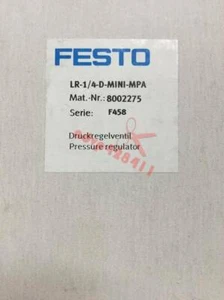 FESTO
LR-1/4-D-MINI-MPA
Mat.-Nr.: 8002275
Serie: F458
Druckregelventil
Pressure regulator